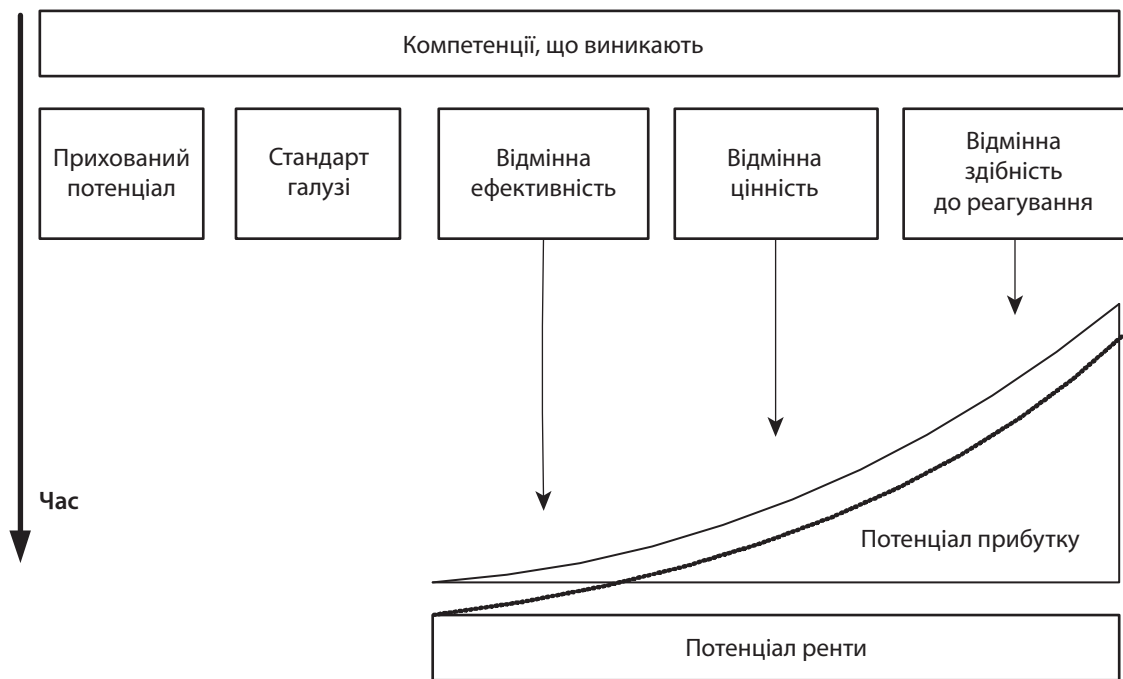 Компетенції, що виникають
Прихований
потенціал
Стандарт
галузі
Відмінна
ефективність
Відмінна
цінність
Відмінна
здібність
до реагування
Час
Потенціал прибутку
Потенціал ренти